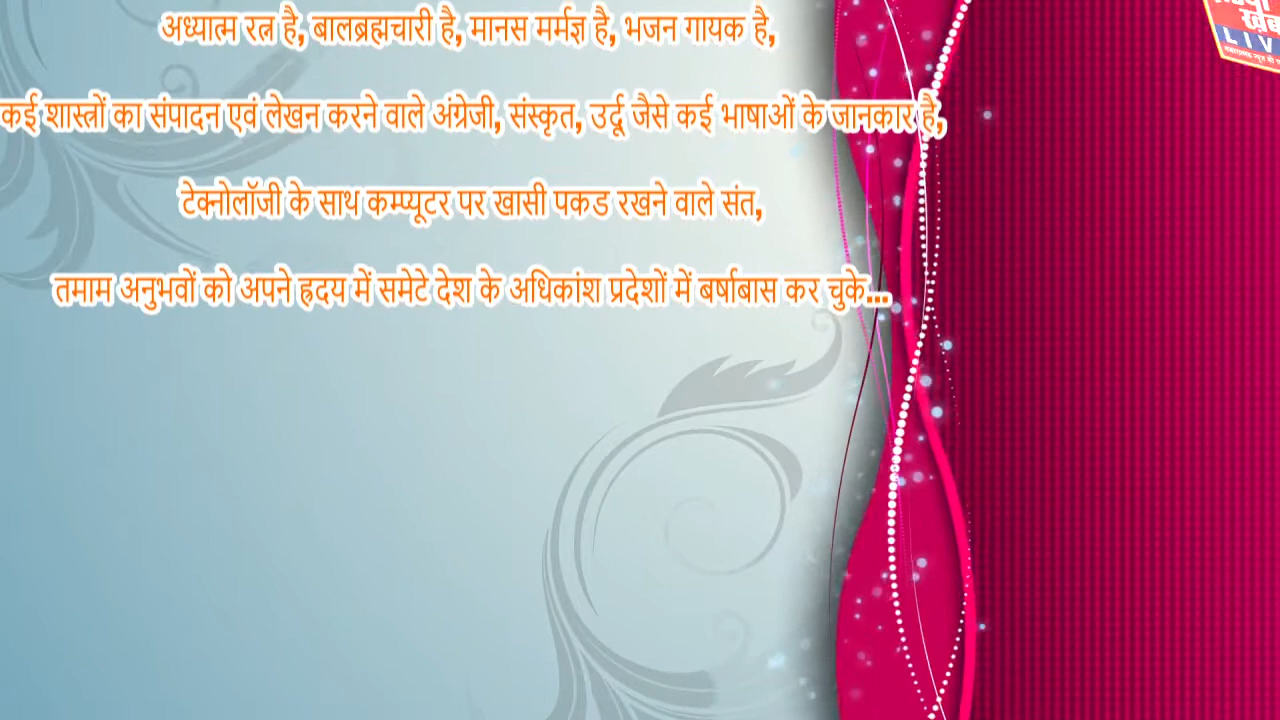 अध्यात्म रत्न है, बालब्रह्मचारी है, मानस मर्मज्ञ है, भजन गायक है,
कई शास्त्रों का संपादन एवं लेखन करने वाले अंग्रेजी, संस्कृत, उर्दू जैसे कई भाषाओं के जानकार है,
टेक्नोलॉजी के साथ कम्प्यूटर पर खासी पकड रखने वाले संत,
तमाम अनुभवों को अपने ह्रदय में समेटे देश के अधिकांश प्रदेशों में बर्षाबास कर चुके...